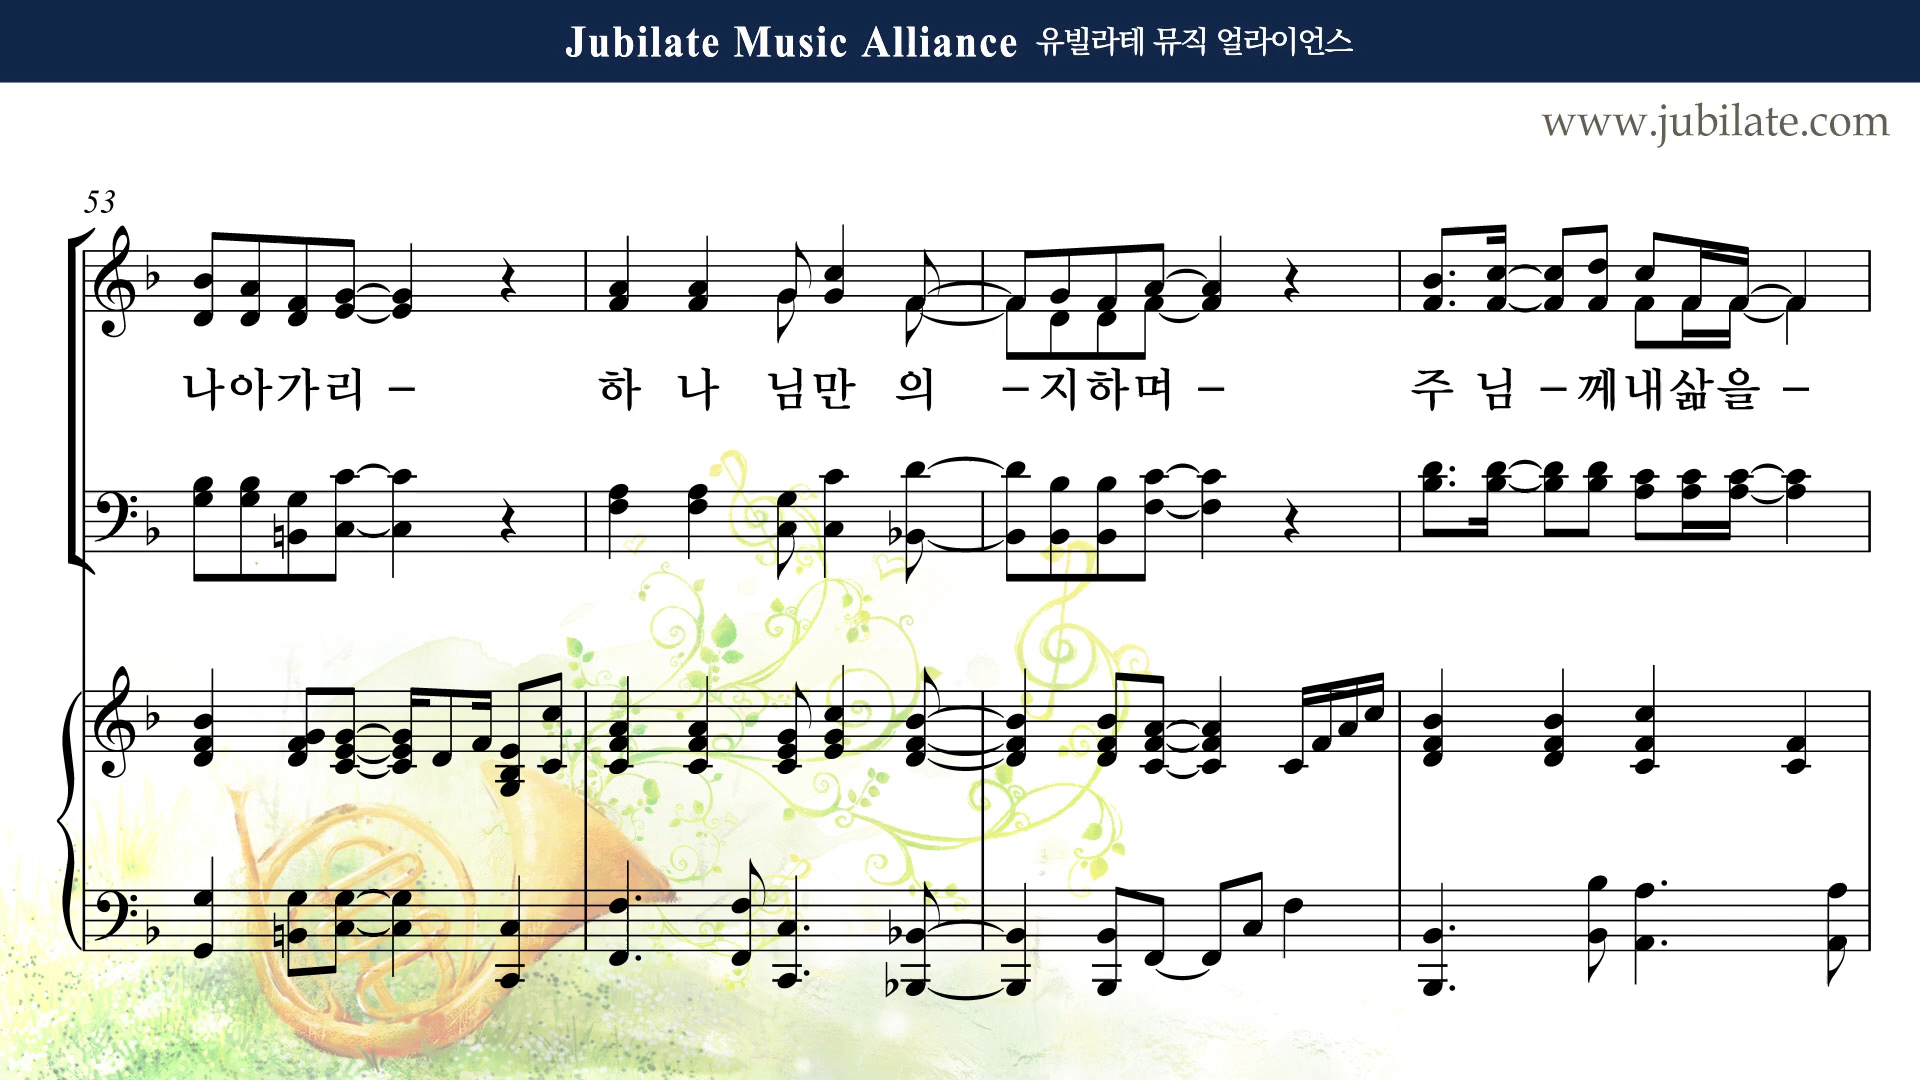 Jubilate Music Alliance 유빌라테 뮤직 얼라이언스
www.jubilate.com
53
나아가리 – 하 나 님만 의 – 지하며 – 주 님 – 께내삶을 –